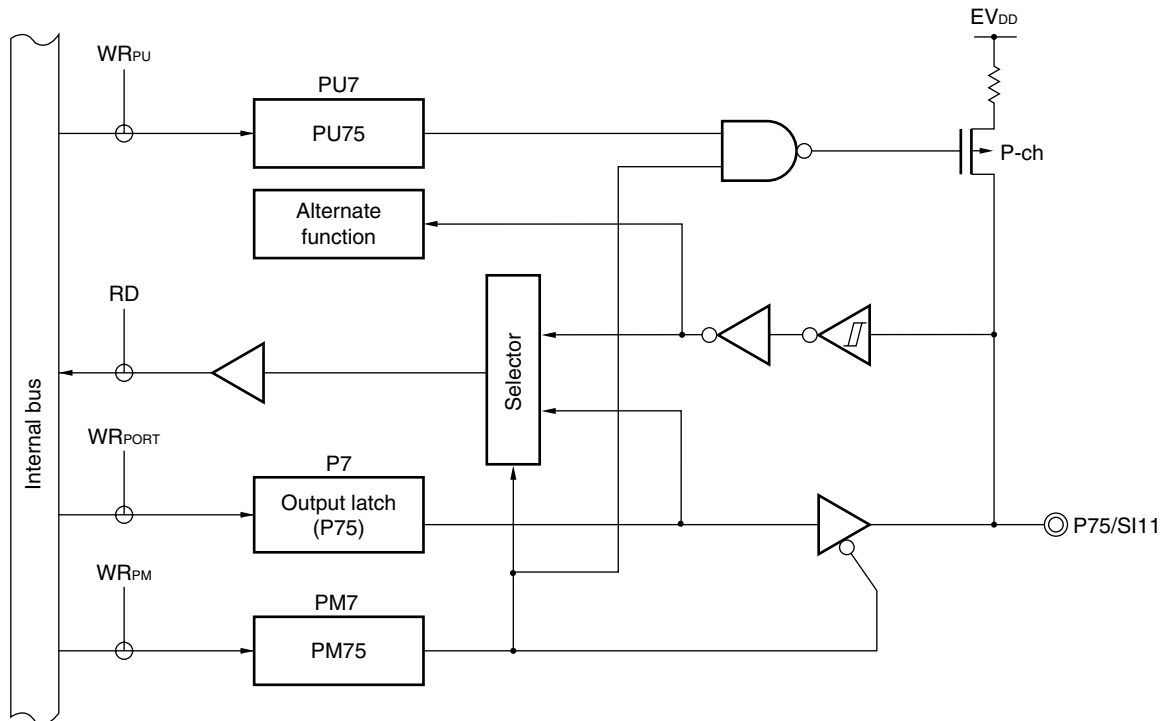 EVDD
WRPU
PU7
PU75
P-ch
Alternate
function
RD
Selector
Internal bus
WRPORT
P7
Output latch
(P75)
P75/SI11
WRPM
PM7
PM75